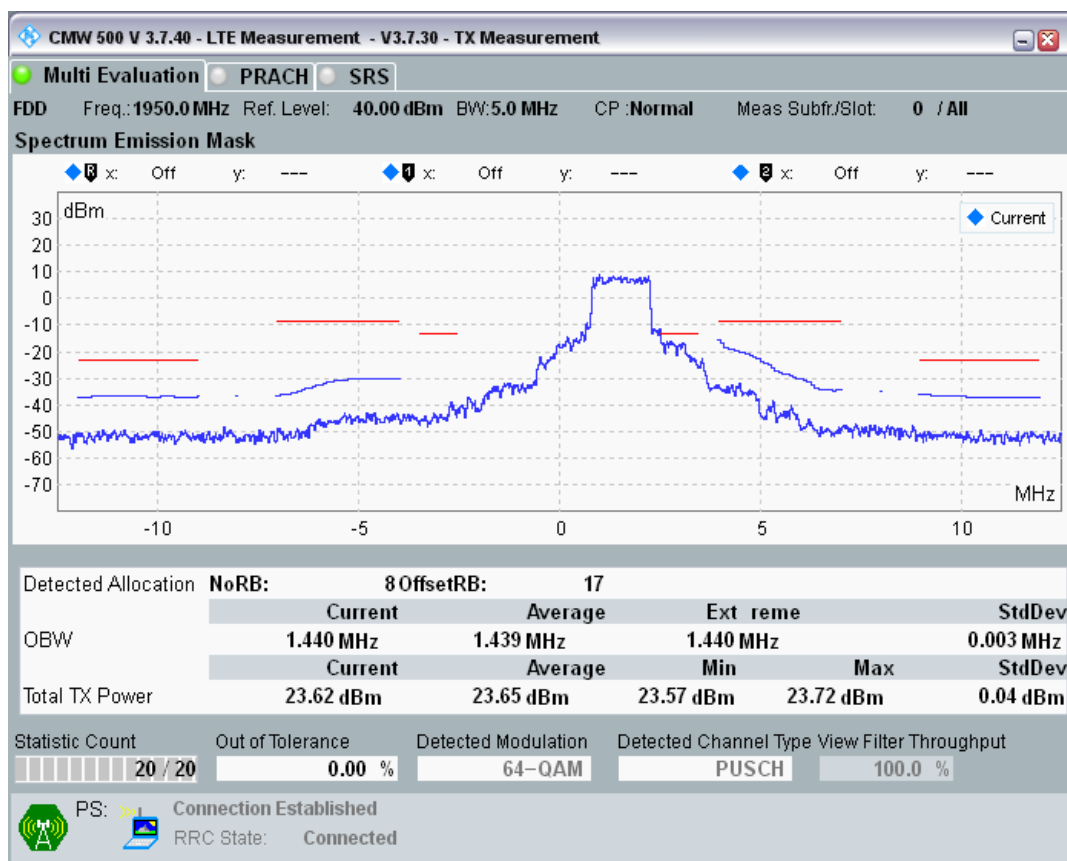 CMW 500 V 3.7.40 - LTE Measurement - V3.7.30 - TX Measurement
Multi Evaluation PRACH SRS
FDD Freq.: 1950.0 MHz Ref. Level: 40.00 dBm BW: 5.0 MHz CP : Normal Meas Subfr./Slot: 0 / All
Spectrum Emission Mask
R x: Off y: --- 1 x: Off y: --- 2 x: Off y: ---
dBm
Current
30
20
10
0
-10
-20
-30
-40
-50
-60
-70
MHz
-10 -5 0 5 10
Detected Allocation NoRB: 8 OffsetRB: 17
Current Average Ext reme StdDev
OBW 1.440 MHz 1.439 MHz 1.440 MHz 0.003 MHz
Current Average Min Max StdDev
Total TX Power 23.62 dBm 23.65 dBm 23.57 dBm 23.72 dBm 0.04 dBm
Statistic Count Out of Tolerance Detected Modulation Detected Channel Type View Filter Throughput
20 / 20 0.00 % 64-QAM PUSCH 100.0 %
PS: Connection Established
RRC State: Connected